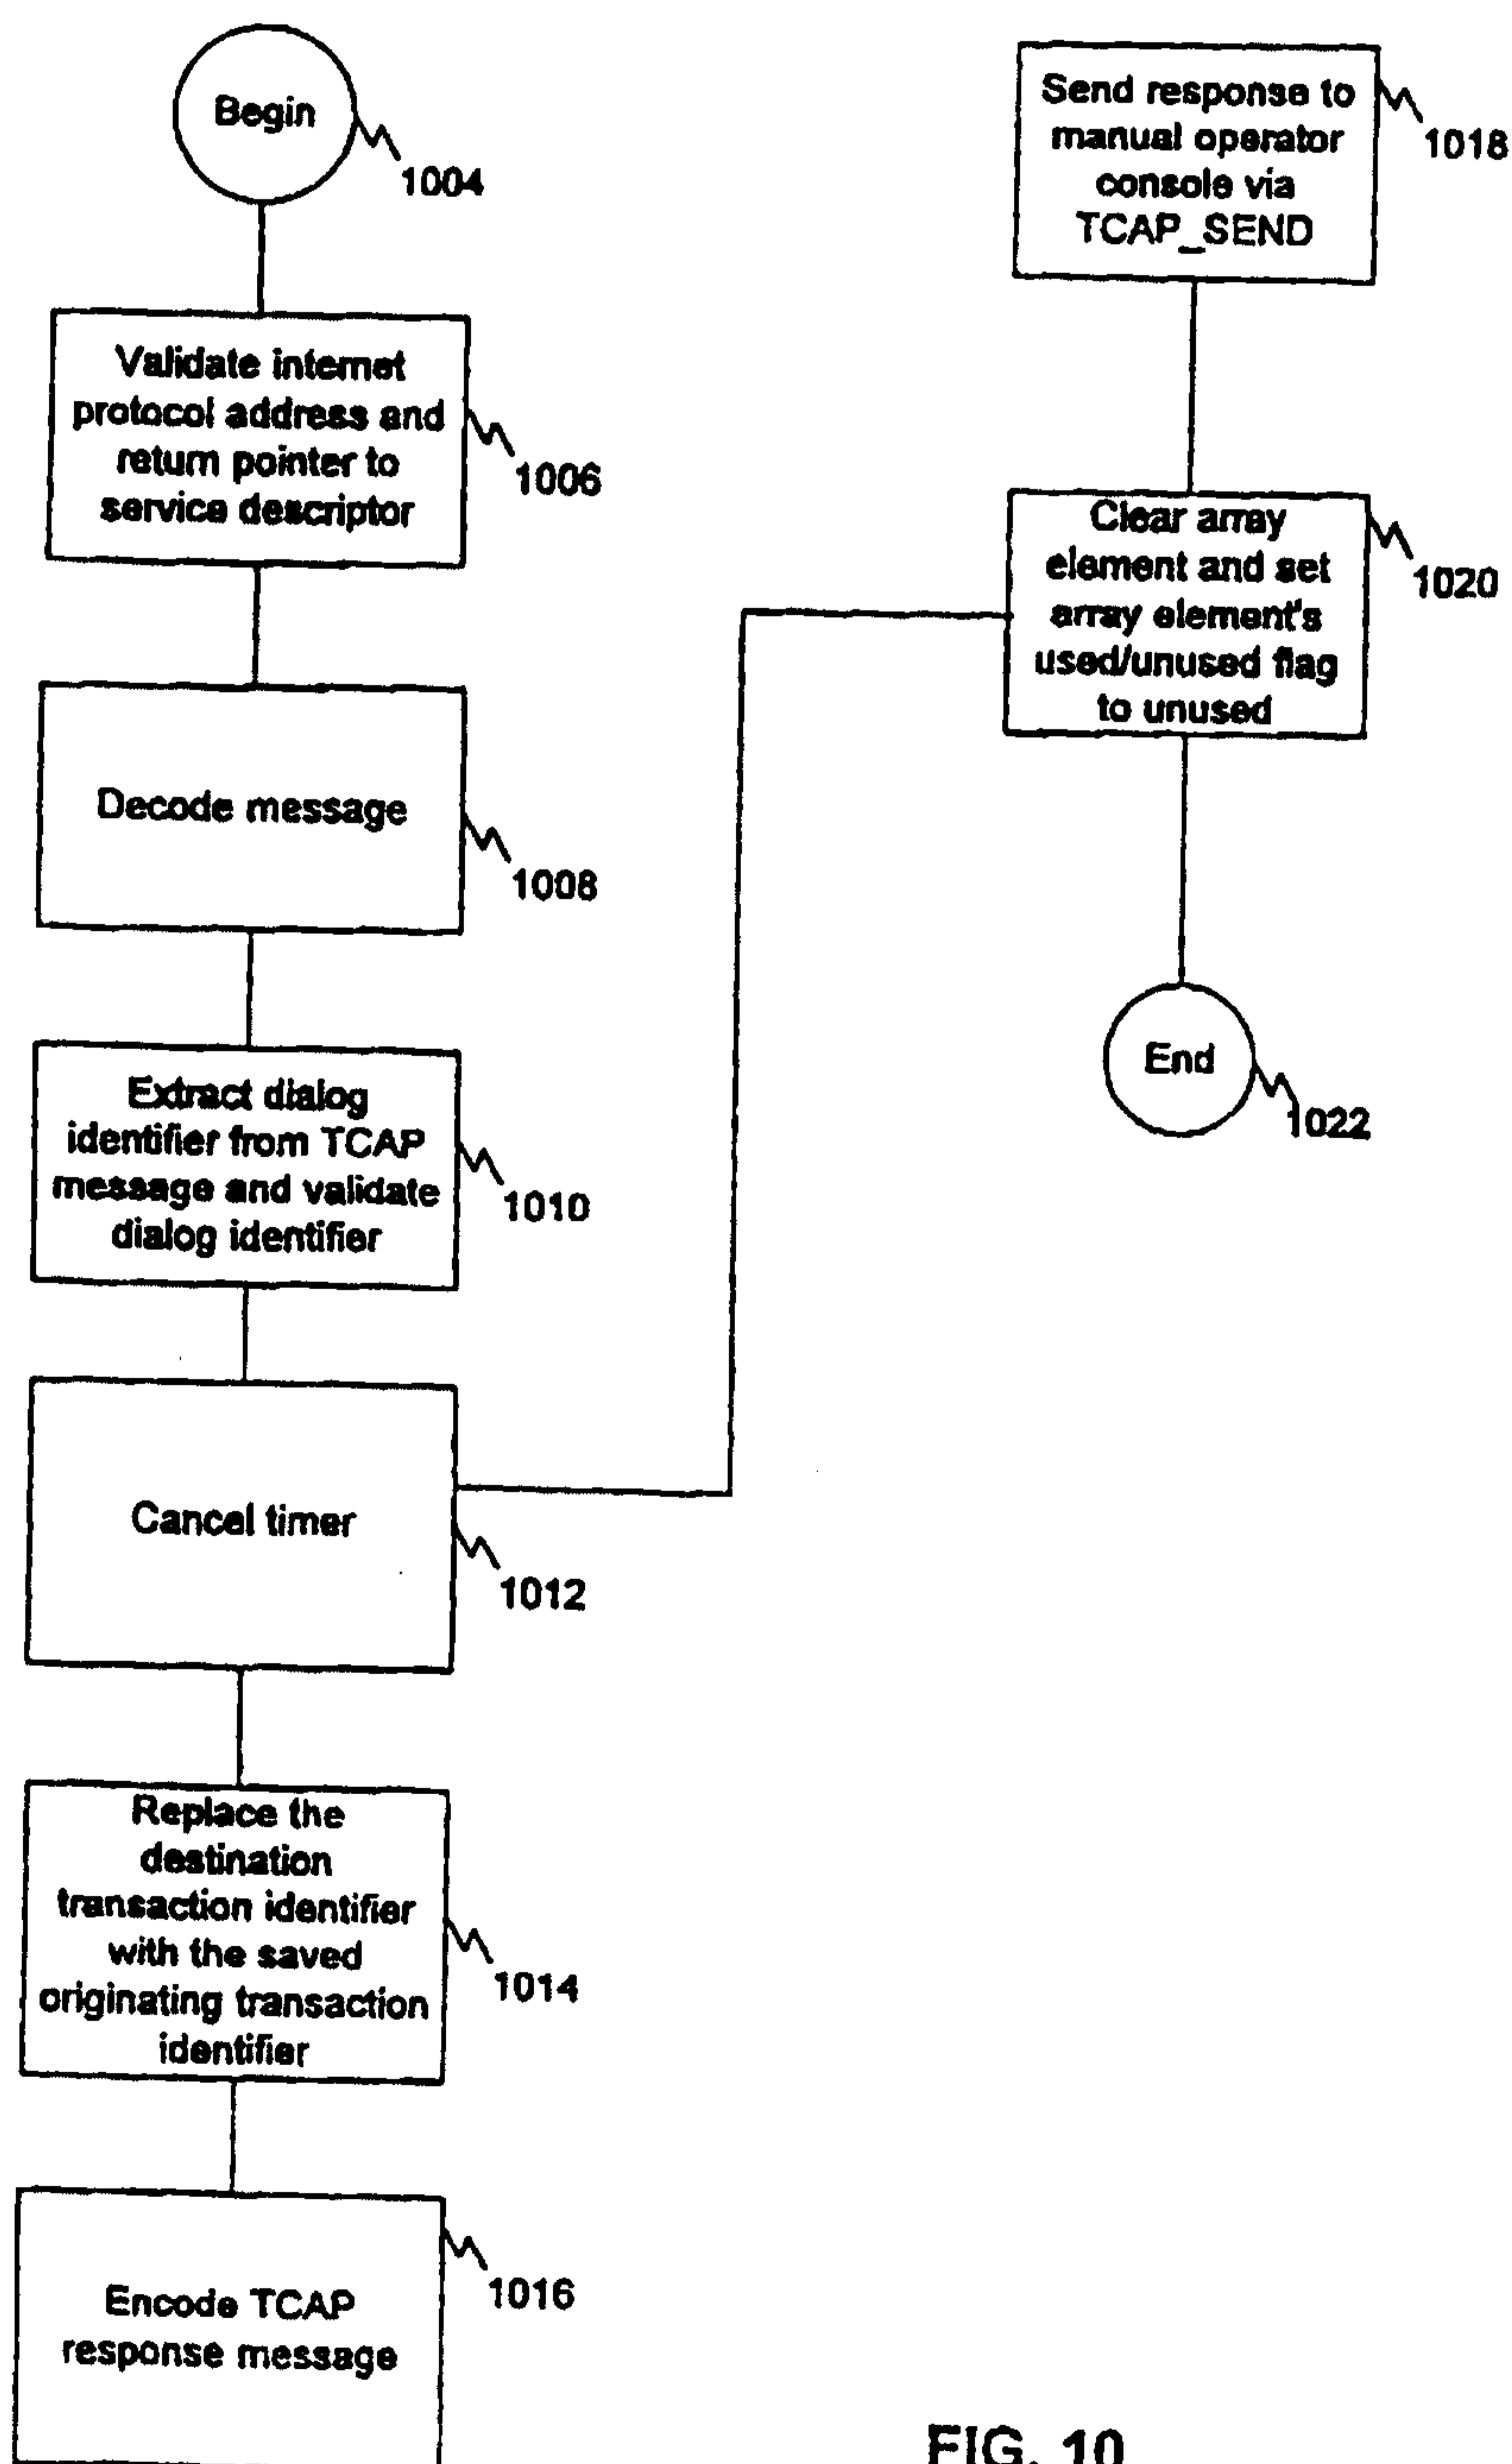 Begin
1004
Validate internet
protocol address and
return pointer to
service descriptor
1006
Decode message
1008
Extract dialog
identifier from TCAP
message and validate
dialog identifier
1010
Cancel timer
1012
Replace the
destination
transaction identifier
with the saved
originating transaction
identifier
1014
Encode TCAP
response message
1016
Send response to
manual operator
console via
TCAP_SEND
1018
Clear array
element and set
array element's
used/unused flag
to unused
1020
End
1022
FIG. 10